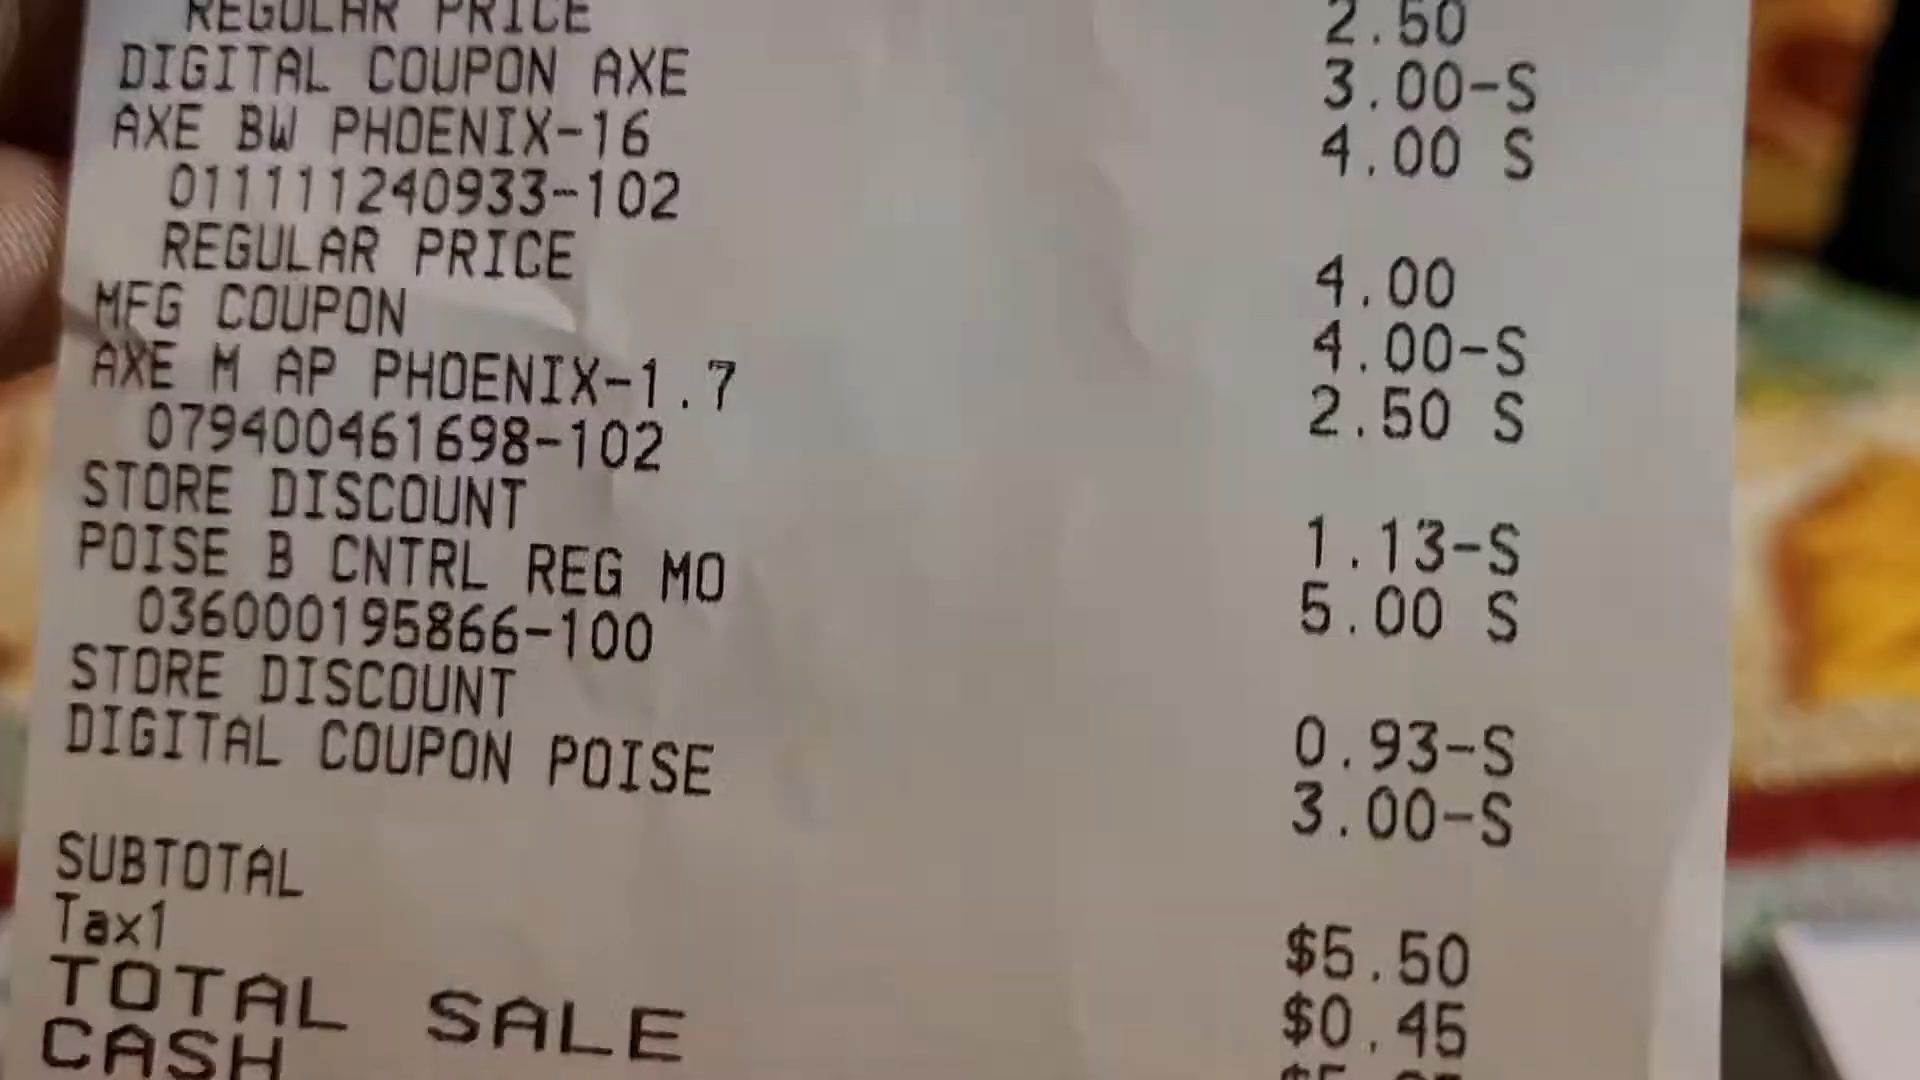 REGULAR PRICE 2.50
DIGITAL COUPON AXE 3.00-S
AXE BW PHOENIX-16 4.00 S
011111240933-102
REGULAR PRICE 4.00
MFG COUPON 4.00-S
AXE M AP PHOENIX-1.7 2.50 S
079400461698-102
STORE DISCOUNT 1.13-S
POISE B CNTRL REG MO 5.00 S
036000195866-100
STORE DISCOUNT 0.93-S
DIGITAL COUPON POISE 3.00-S
SUBTOTAL $5.50
Tax1 $0.45
TOTAL SALE
CASH